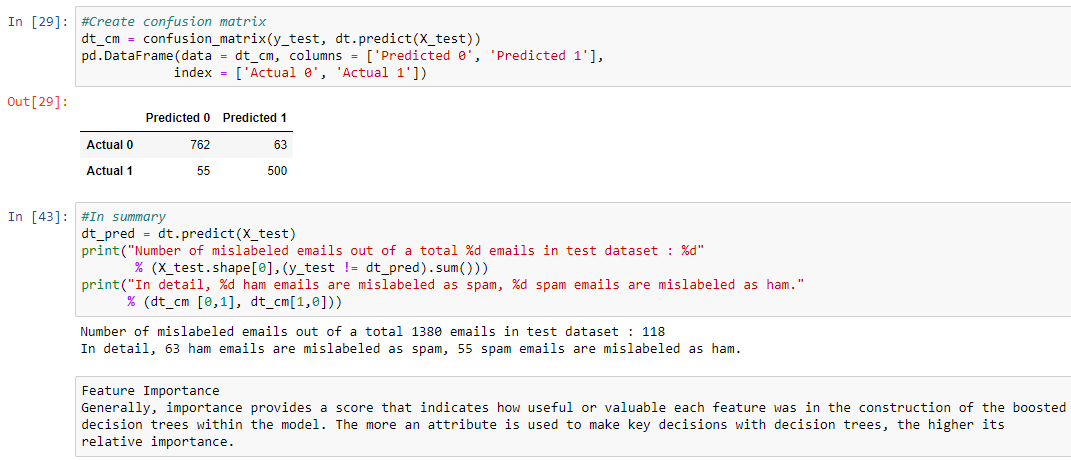 In [29]: #Create confusion matrix
dt_cm = confusion_matrix(y_test, dt.predict(X_test))
pd.DataFrame(data = dt_cm, columns = ['Predicted 0', 'Predicted 1'],
index = ['Actual 0', 'Actual 1'])
Out[29]:
Predicted 0 Predicted 1
Actual 0 762 63
Actual 1 55 500
In [43]: #In summary
dt_pred = dt.predict(X_test)
print("Number of mislabeled emails out of a total %d emails in test dataset : %d"
% (X_test.shape[0],(y_test != dt_pred).sum()))
print("In detail, %d ham emails are mislabeled as spam, %d spam emails are mislabeled as ham."
% (dt_cm [0,1], dt_cm[1,0]))
Number of mislabeled emails out of a total 1380 emails in test dataset : 118
In detail, 63 ham emails are mislabeled as spam, 55 spam emails are mislabeled as ham.
Feature Importance
Generally, importance provides a score that indicates how useful or valuable each feature was in the construction of the boosted
decision trees within the model. The more an attribute is used to make key decisions with decision trees, the higher its
relative importance.